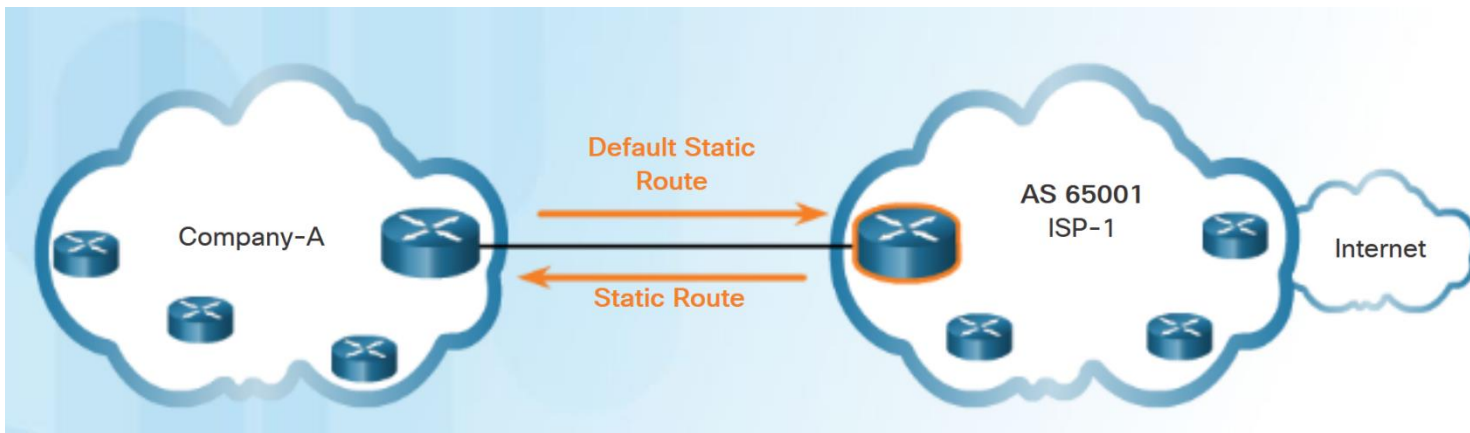 Default Static
Route
Company-A
AS 65001
ISP-1
Internet
Static Route